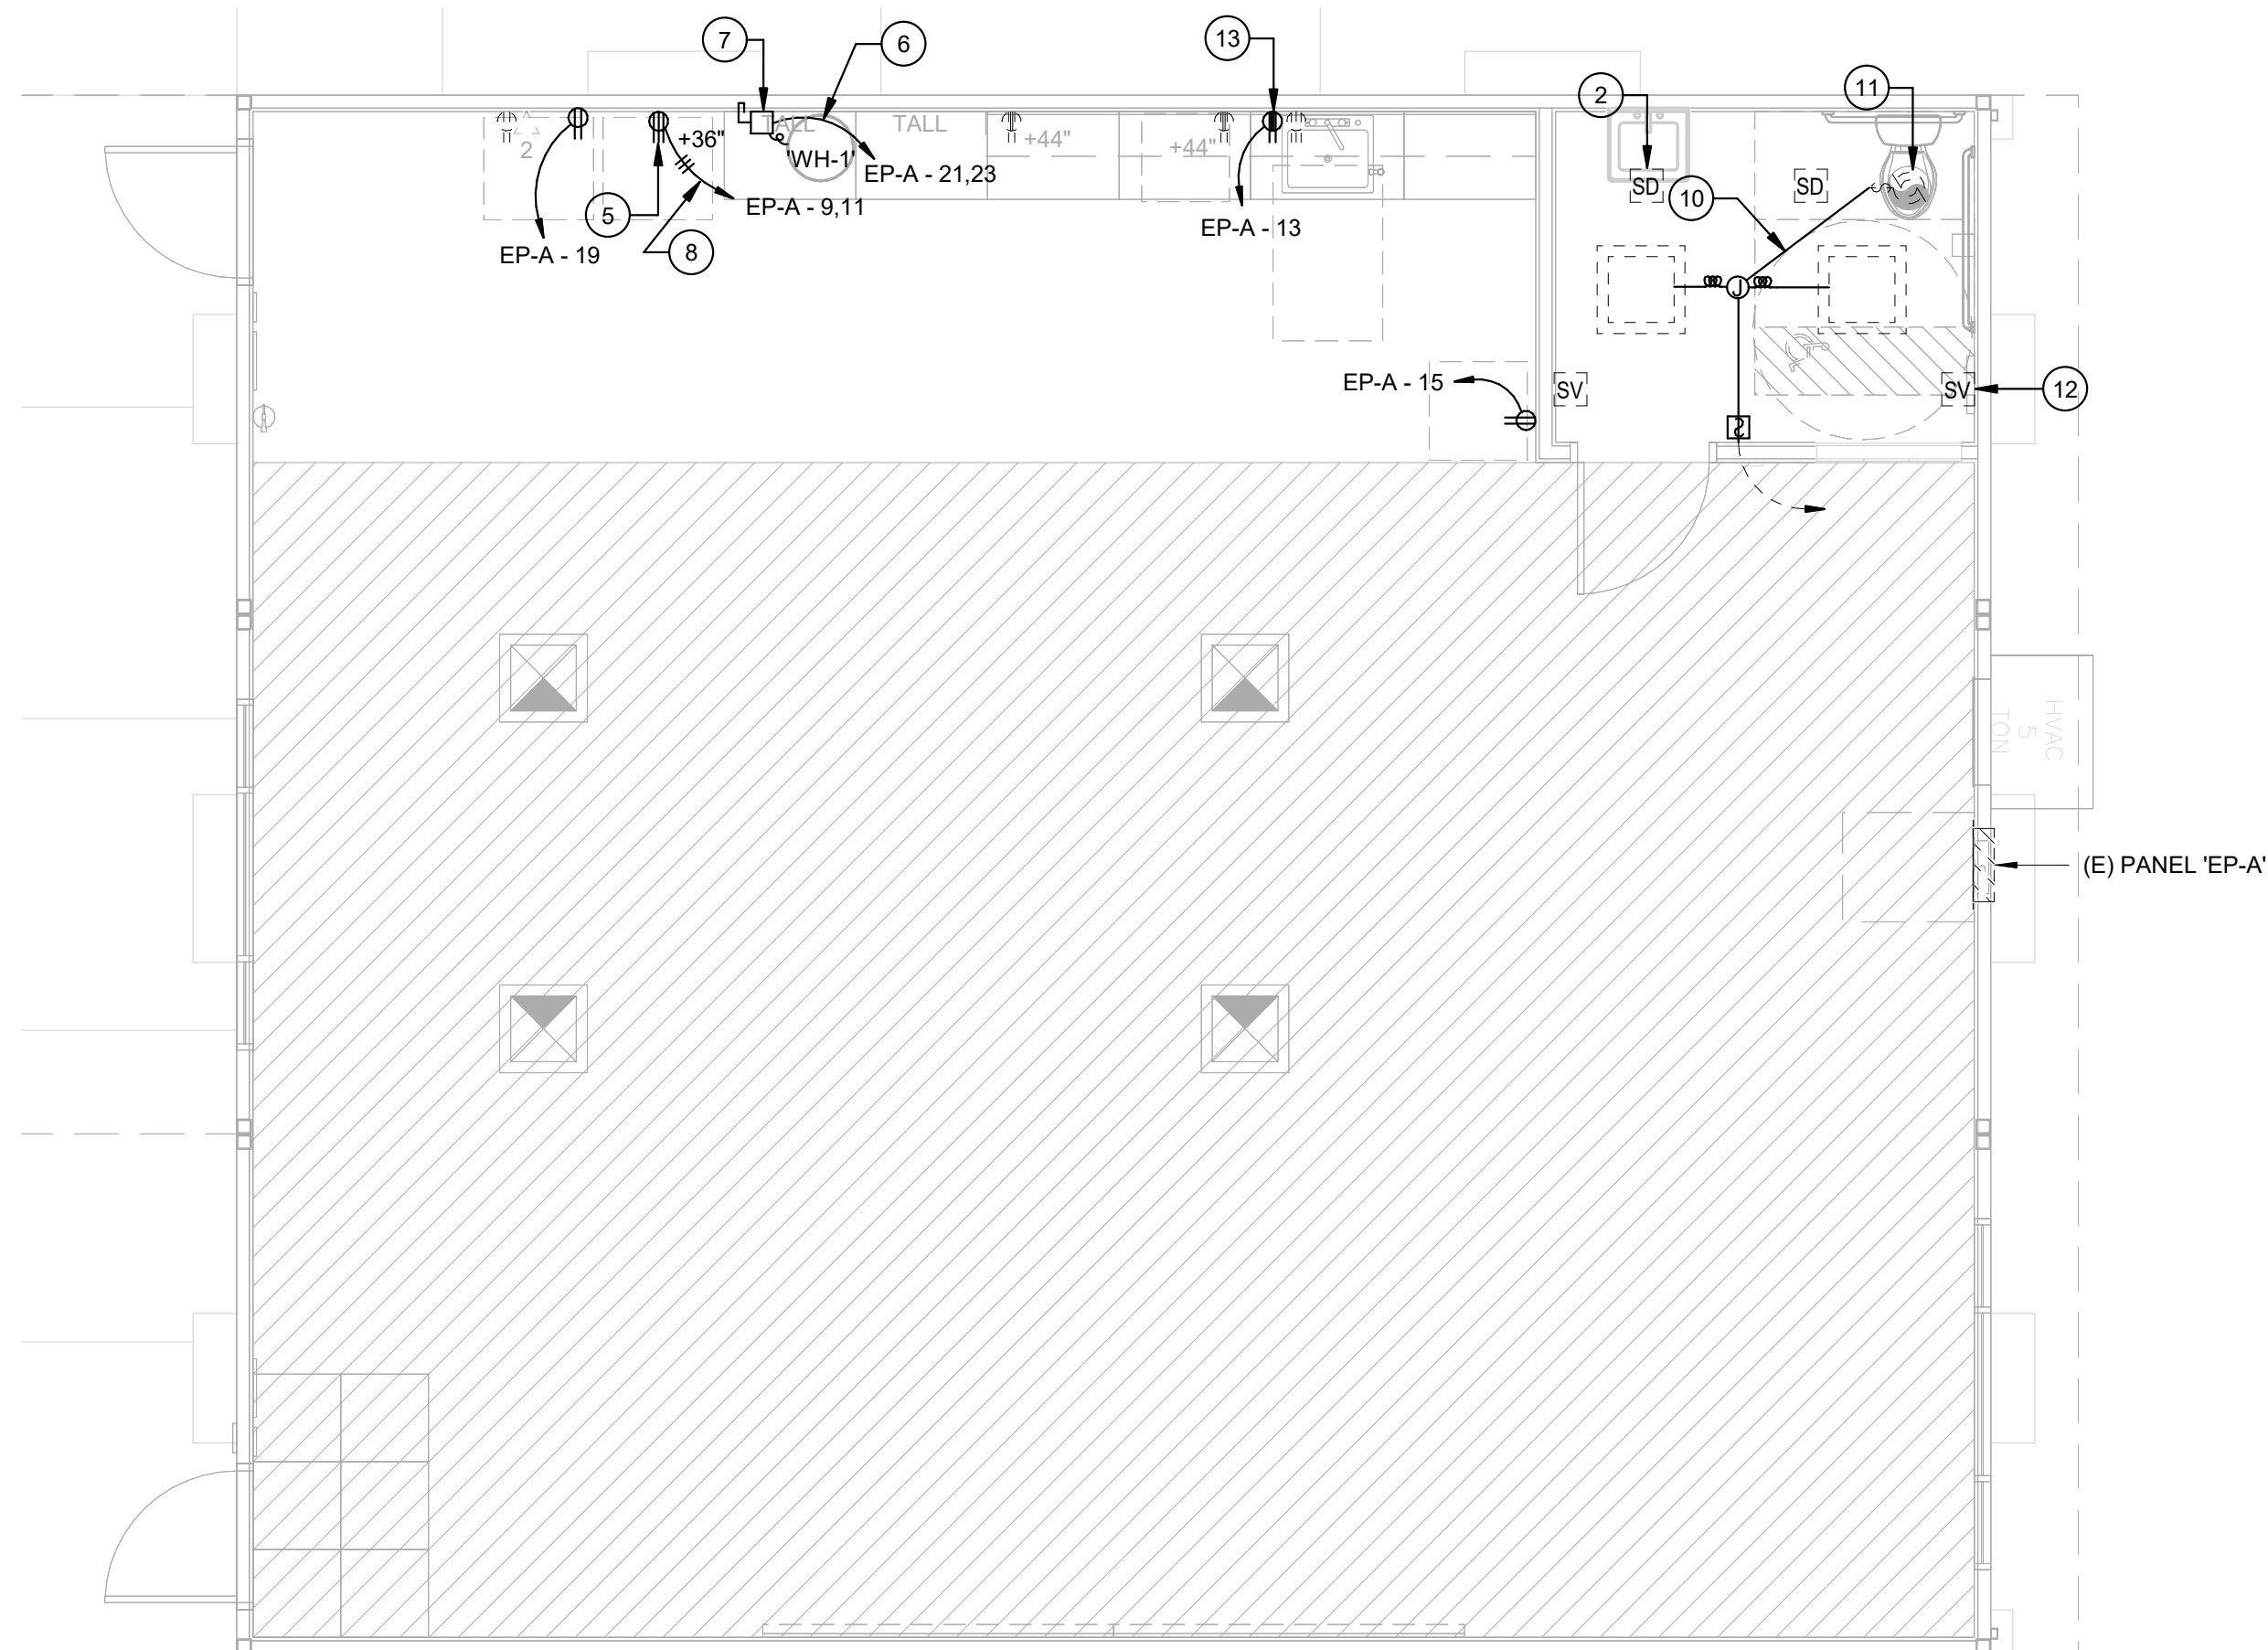 7
6
13
2
11
TALL
TALL
+44"
+44"
2
+36"
'WH-1'
EP-A - 21,23
SD
SD
10
5
EP-A - 9,11
EP-A - 13
8
EP-A - 19
J
EP-A - 15
SV
SV
12
HVAC
5
TON
(E) PANEL 'EP-A'